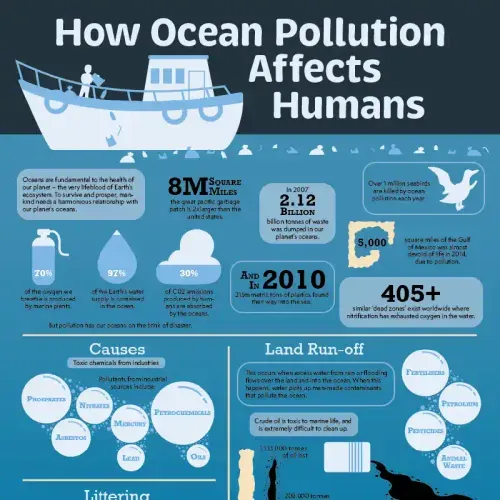 How Ocean Pollution
Affects
Humans
Oceans are fundamental to the health of
our planet – the very lifeblood of Earth's
ecosystem. To survive and prosper, man-
kind needs a harmonious relationship with
our planet's oceans.
8M SQUARE
MILES
the great pacific garbage
patch is 2x larger than the
united states.
In 2007
2.12
BILLION
billion tonnes of waste
was dumped in our
planet's oceans.
Over 1 million seabirds
are killed by ocean
pollution each year
5,000
square miles of the Gulf
of Mexico was almost
devoid of life in 2014,
due to pollution.
70%
of the oxygen we
breathe is produced
by marine plants.
97%
of the Earth's water
supply is contained
in the ocean.
30%
of CO2 emissions
produced by hum-
ans are absorbed
by the oceans.
AND
IN 2010
metric tons of plastics found
their way into the sea.
405+
similar 'dead zones' exist worldwide where
nitrification has exhausted oxygen in the water.
But pollution has our oceans on the brink of disaster.
Causes
Toxic chemicals from industries
Pollutants from industrial
sources include:
PHOSPHATES
NITRATES
ASBESTOS
MERCURY
LEAD
PETROCHEMICALS
OILS
Littering
Land Run-off
This occurs when excess water from rain or flooding
flows over the land and into the ocean. When this
happens, water picks up man-made contaminants
that pollute the ocean.
Crude oil is toxic to marine life, and
is extremely difficult to clean up.
tonnes
of oil lost
tonnes
FERTILIZERS
PETROLIUM
PESTICIDES
ANIMAL
WASTE